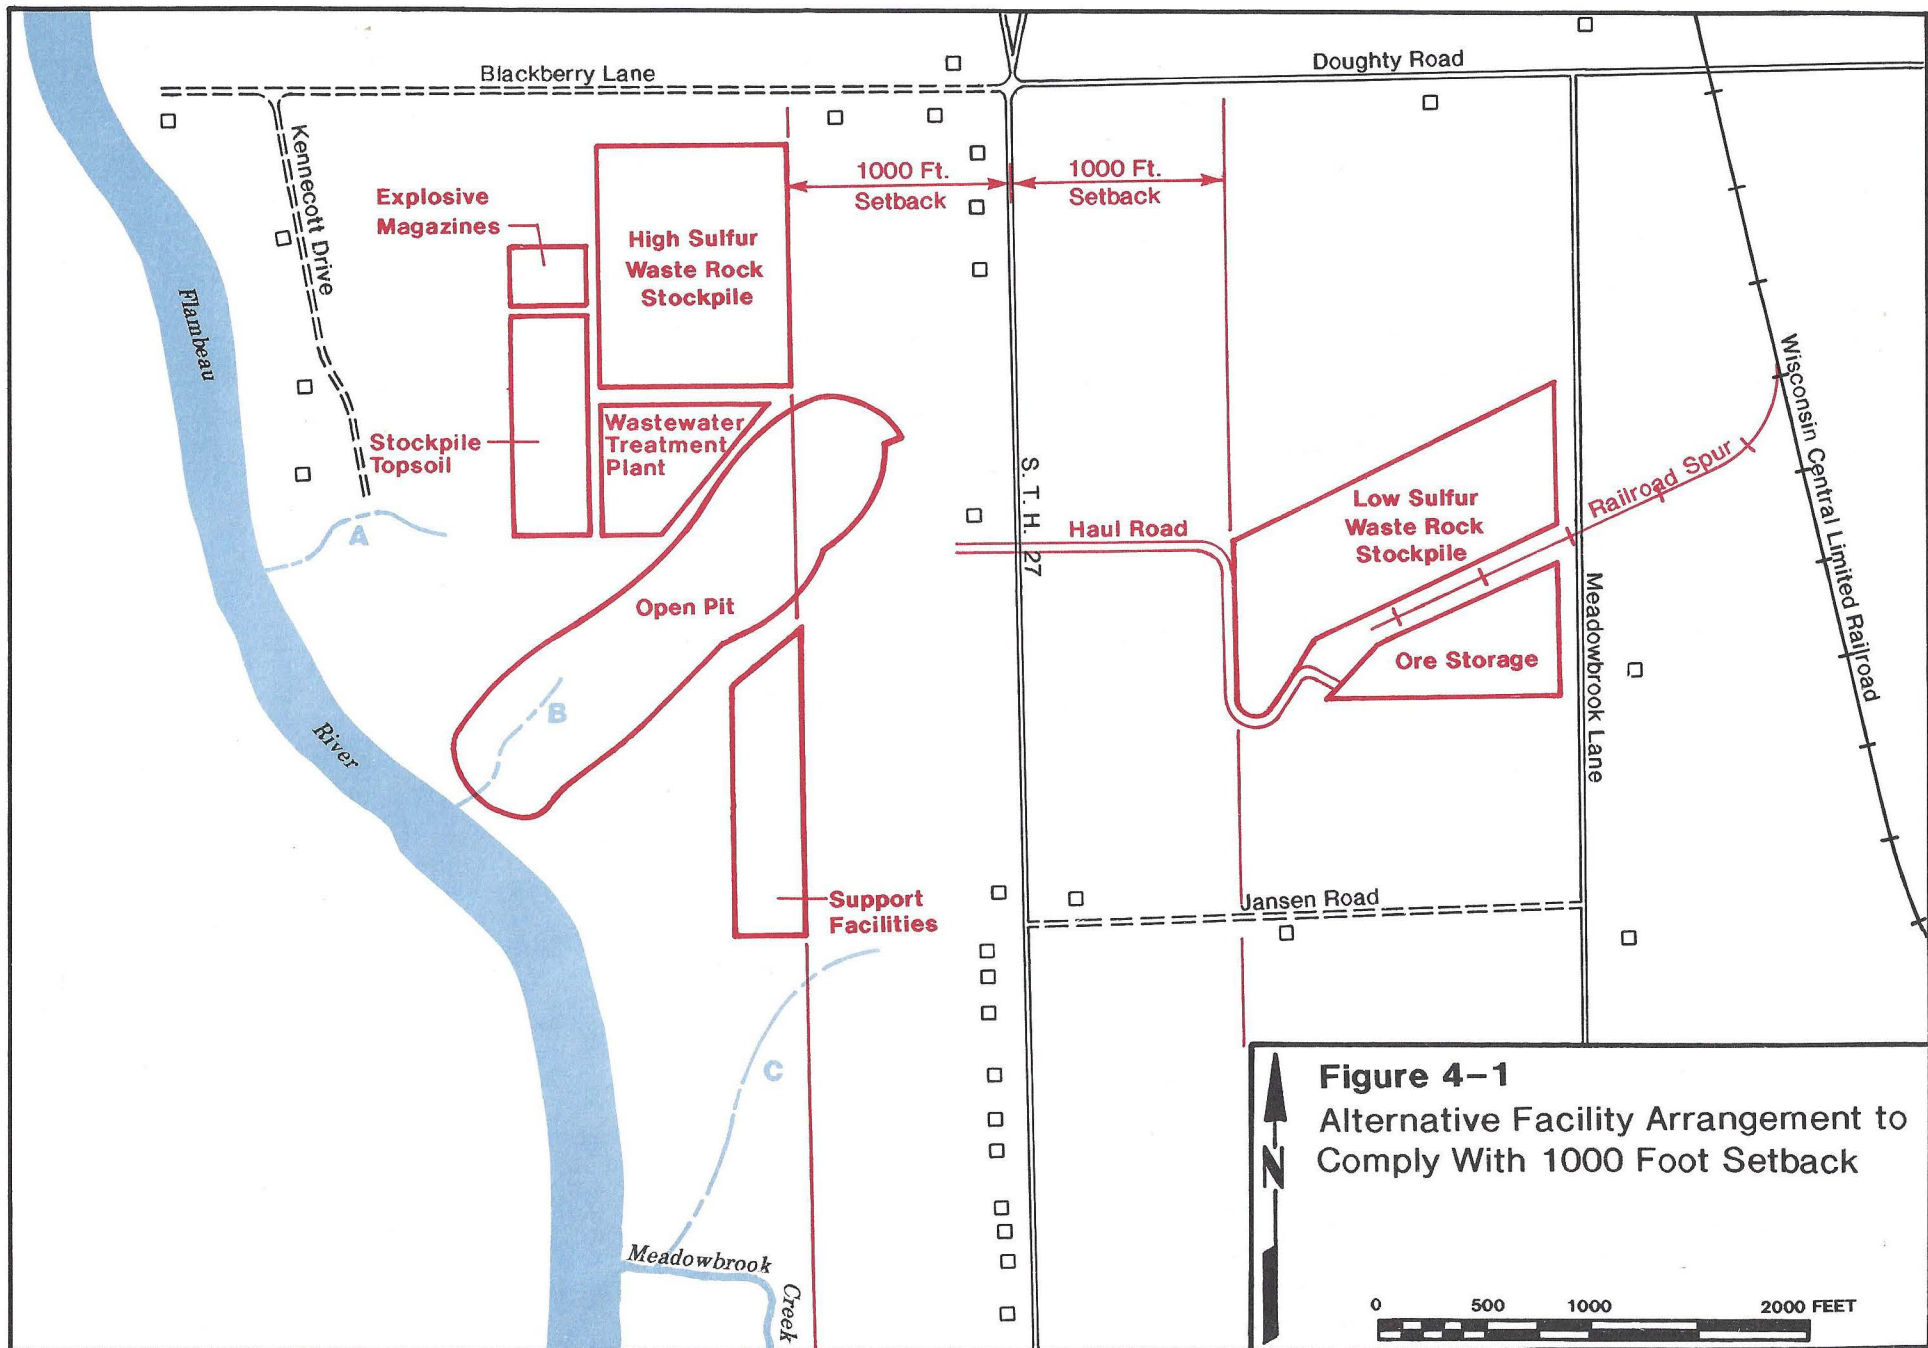 Blackberry Lane
Doughty Road
Kennecott Drive
Explosive
Magazines
High Sulfur
Waste Rock
Stockpile
1000 Ft.
Setback
1000 Ft.
Setback
Flambeau
River
Stockpile
Topsoil
Wastewater
Treatment
Plant
Wisconsin Central Limited Railroad
Railroad Spur
S. T. H. 27
Low Sulfur
Waste Rock
Stockpile
Haul Road
A
Open Pit
Ore Storage
Meadowbrook Lane
B
Support
Facilities
Jansen Road
C
Meadowbrook
Creek
Figure 4-1
Alternative Facility Arrangement to
Comply With 1000 Foot Setback
N
0 500 1000 2000 FEET